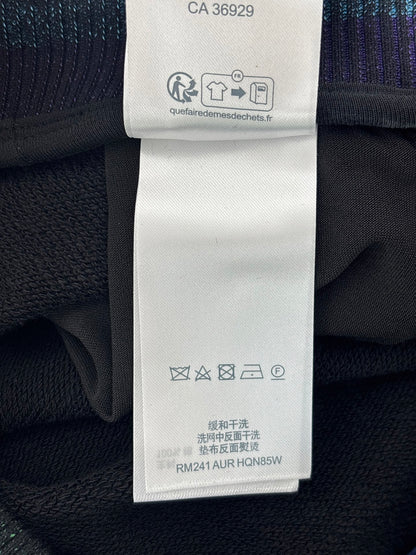 CA 36929
FR
quefairedemesdechets.fr
缓和干洗
洗网中反面干洗
垫布反面熨烫
RM241 AUR HQN85W